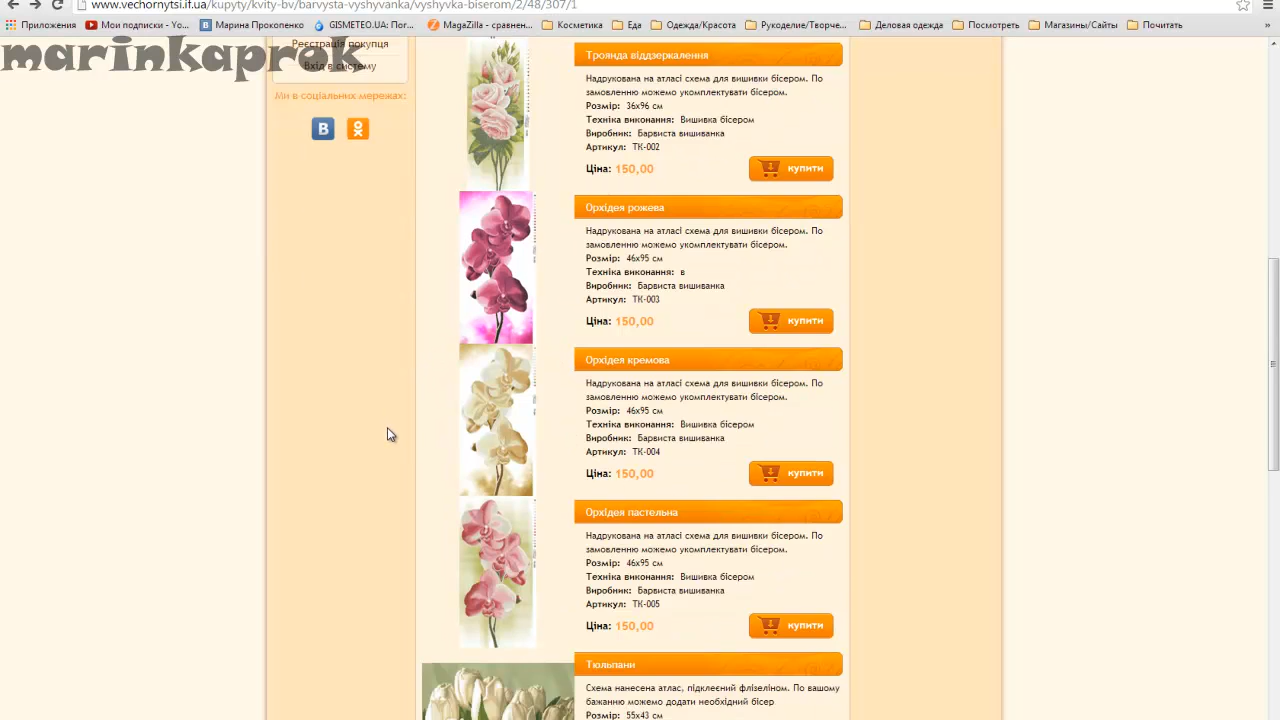 www.vechornytsi.if.ua/kupyty/kvity-bv/barvysta-vyshyvanka/vyshyvka-biserom/2/48/307/1
Приложения Мои подписки - Yo... Марина Прокопенко GISMETEO.UA: Пог... MagaZilla - сравнен... Косметика Еда Одежда/Красота Рукоделие/Творче... Деловая одежда Посмотреть Магазины/Сайты Почитать
marinkaprok
Реєстрація покупця
Вхід в систему
Ми в соціальних мережах:
Троянда віддзеркалення
Надрукована на атласі схема для вишивки бісером. По
замовленню можемо укомплектувати бісером.
Розмір: 36х96 см
Техніка виконання: Вишивка бісером
Виробник: Барвиста вишиванка
Артикул: ТК-002
Ціна: 150,00 купити
Орхідея рожева
Надрукована на атласі схема для вишивки бісером. По
замовленню можемо укомплектувати бісером.
Розмір: 46х95 см
Техніка виконання: в
Виробник: Барвиста вишиванка
Артикул: ТК-003
Ціна: 150,00 купити
Орхідея кремова
Надрукована на атласі схема для вишивки бісером. По
замовленню можемо укомплектувати бісером.
Розмір: 46х95 см
Техніка виконання: Вишивка бісером
Виробник: Барвиста вишиванка
Артикул: ТК-004
Ціна: 150,00 купити
Орхідея пастельна
Надрукована на атласі схема для вишивки бісером. По
замовленню можемо укомплектувати бісером.
Розмір: 46х95 см
Техніка виконання: Вишивка бісером
Виробник: Барвиста вишиванка
Артикул: ТК-005
Ціна: 150,00 купити
Тюльпани
Схема нанесена атлас, підклеєний флізеліном. По вашому
бажанню можемо додати необхідний бісер
Розмір: 55х43 см